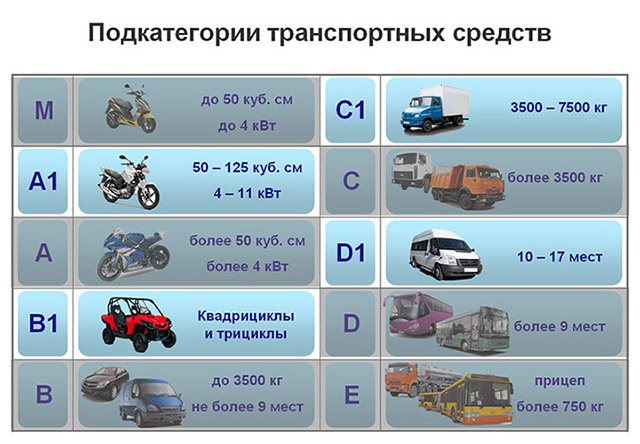 Подкатегории транспортных средств
M
до 50 куб. см
до 4 кВт
A1
50 – 125 куб. см
4 – 11 кВт
A
более 50 куб. см
более 4 кВт
B1
Квадрициклы
и трициклы
B
до 3500 кг
не более 9 мест
C1
3500 – 7500 кг
C
более 3500 кг
D1
10 – 17 мест
D
более 9 мест
E
прицеп
более 750 кг